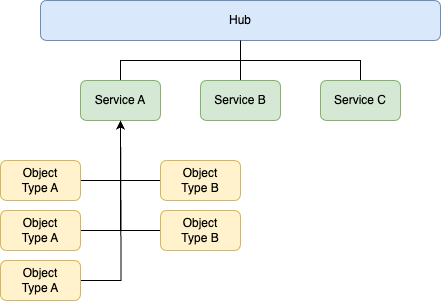 Hub
Service A
Service B
Service C
Object
Type A
Object
Type B
Object
Type A
Object
Type B
Object
Type A